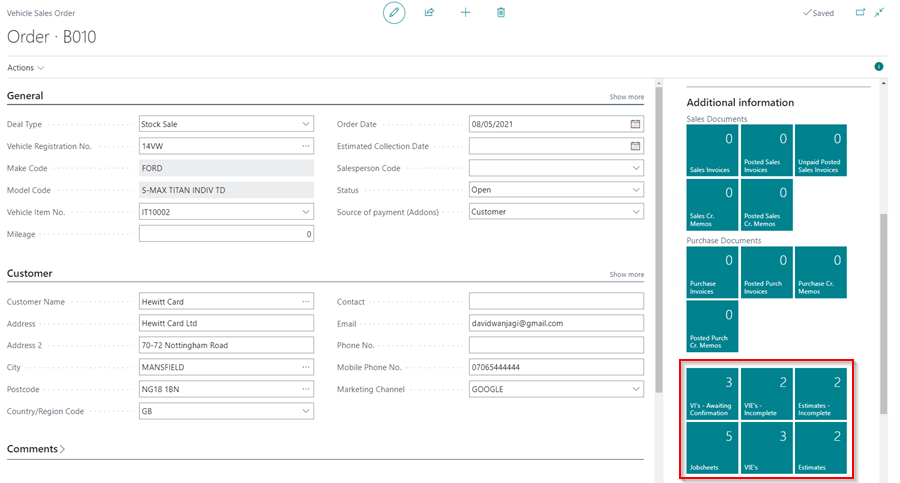 Vehicle Sales Order
Saved
Order · B010
Actions
General
Show more
Deal Type
Stock Sale
Order Date
08/05/2021
Vehicle Registration No.
14VW
Estimated Collection Date
Make Code
FORD
Salesperson Code
Model Code
S-MAX TITAN INDIV TD
Status
Open
Vehicle Item No.
IT10002
Source of payment (Addons)
Customer
Mileage
0
Customer
Show more
Customer Name
Hewitt Card
Contact
Address
Hewitt Card Ltd
Email
davidwanjagi@gmail.com
Address 2
70-72 Nottingham Road
Phone No.
City
MANSFIELD
Mobile Phone No.
07065444444
Postcode
NG18 1BN
Marketing Channel
GOOGLE
Country/Region Code
GB
Comments
Additional information
Sales Documents
0
Sales Invoices
0
Posted Sales
Invoices
0
Unpaid Posted
Sales Invoices
0
Sales Cr.
Memos
0
Posted Sales
Cr. Memos
Purchase Documents
0
Purchase
Invoices
0
Posted Purch
Invoices
0
Purchase Cr.
Memos
0
Posted Purch
Cr. Memos
3
VI's - Awaiting
Confirmation
2
VIE's -
Incomplete
2
Estimates -
Incomplete
5
Jobsheets
3
VIE's
2
Estimates